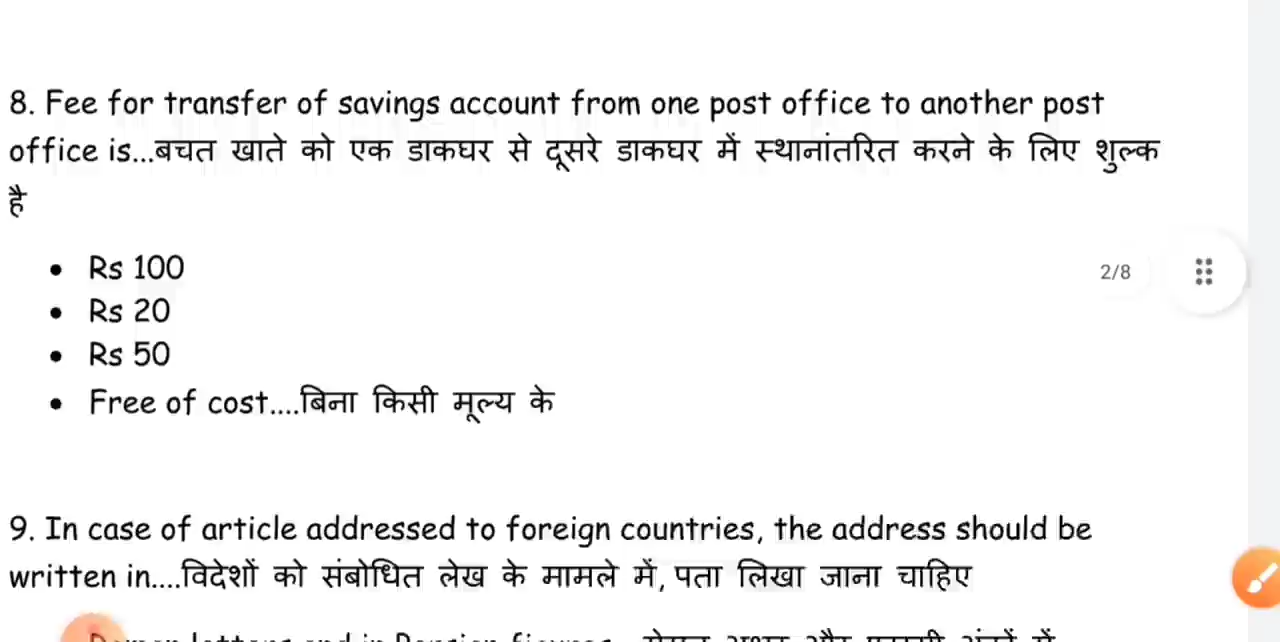 8. Fee for transfer of savings account from one post office to another post
office is...बचत खाते को एक डाकघर से दूसरे डाकघर में स्थानांतरित करने के लिए शुल्क
है
• Rs 100
• Rs 20
• Rs 50
• Free of cost....बिना किसी मूल्य के
2/8
9. In case of article addressed to foreign countries, the address should be
written in....विदेशों को संबोधित लेख के मामले में, पता लिखा जाना चाहिए